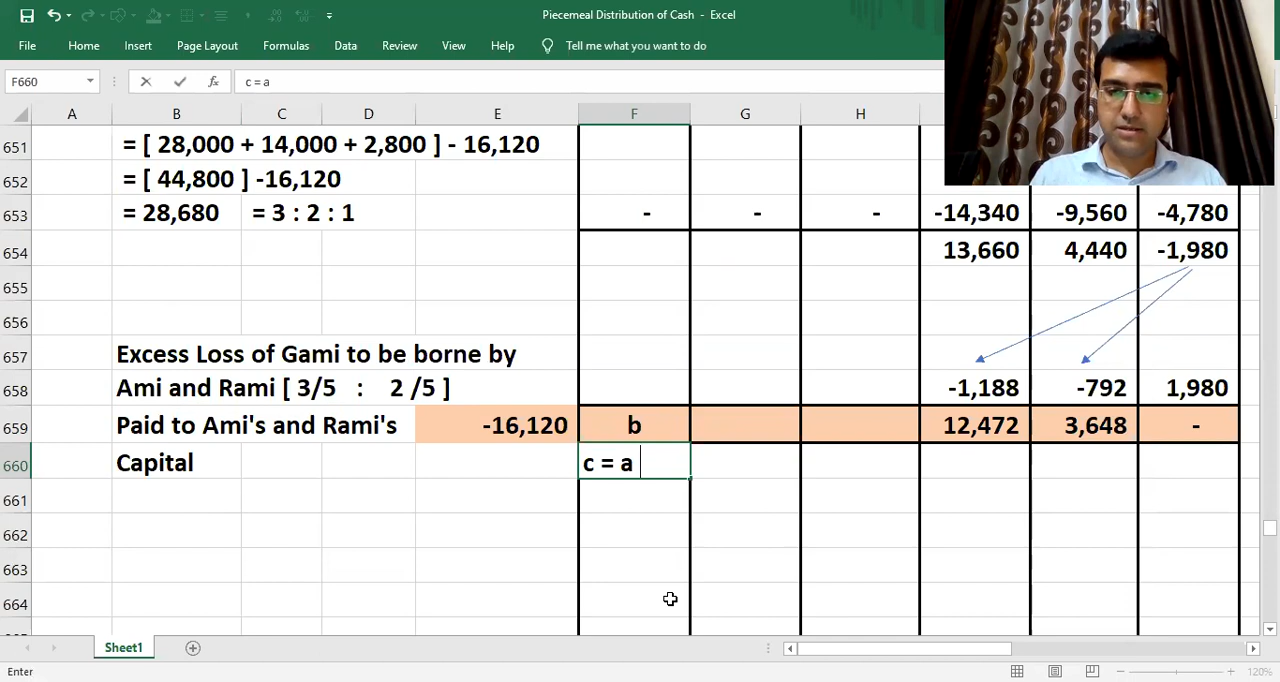 Piecemeal Distribution of Cash - Excel
File Home Insert Page Layout Formulas Data Review View Help Tell me what you want to do
F660 fx c = a
A B C D E F G H
651 = [ 28,000 + 14,000 + 2,800 ] - 16,120
652 = [ 44,800 ] -16,120
653 = 28,680 = 3 : 2 : 1 - - - -14,340 -9,560 -4,780
654 13,660 4,440 -1,980
655
656
657 Excess Loss of Gami to be borne by
658 Ami and Rami [ 3/5 : 2 /5 ] -1,188 -792 1,980
659 Paid to Ami's and Rami's -16,120 b 12,472 3,648 -
660 Capital c = a
661
662
663
664
Sheet1
Enter 120%